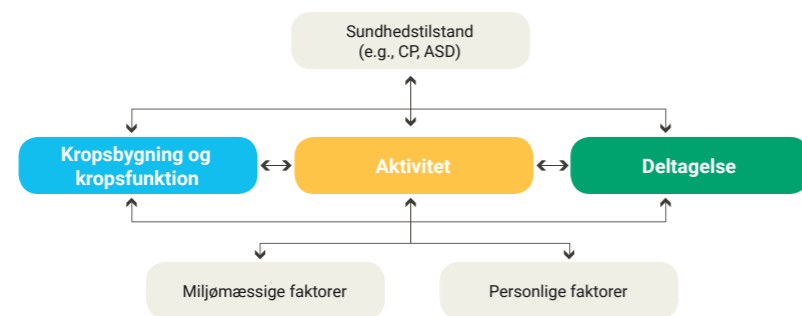 Sundhedstilstand
(e.g., CP, ASD)
Kropsbygning og
kropsfunktion
Aktivitet
Deltagelse
Miljømæssige faktorer
Personlige faktorer